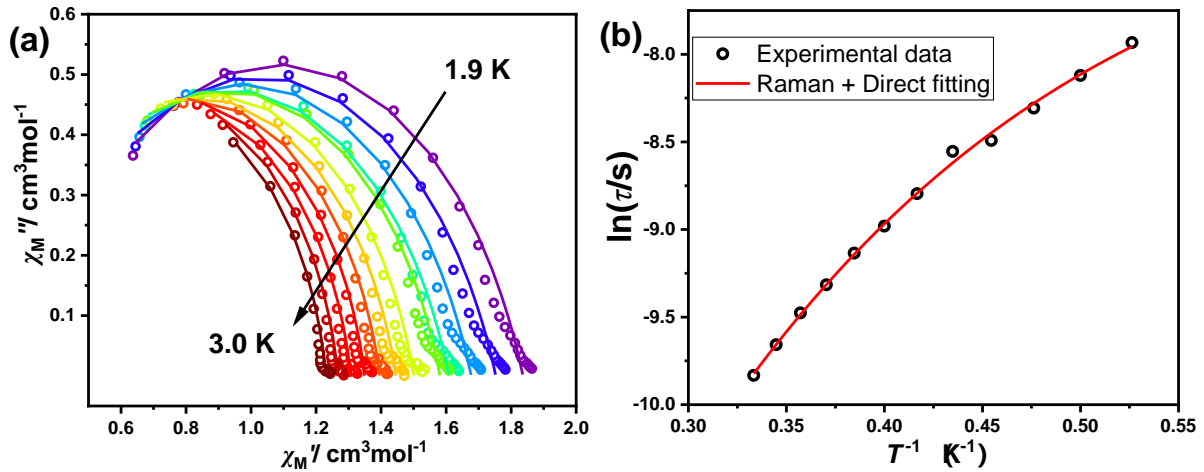 (a)
0.6
0.5
0.4
0.3
0.2
0.1
χM''/ cm³mol⁻¹
1.9 K
3.0 K
0.6 0.8 1.0 1.2 1.4 1.6 1.8 2.0
χM'/ cm³mol⁻¹
(b)
Experimental data
Raman + Direct fitting
-8.0
-8.5
-9.0
-9.5
-10.0
ln(τ/s)
0.30 0.35 0.40 0.45 0.50 0.55
T⁻¹ (K⁻¹)